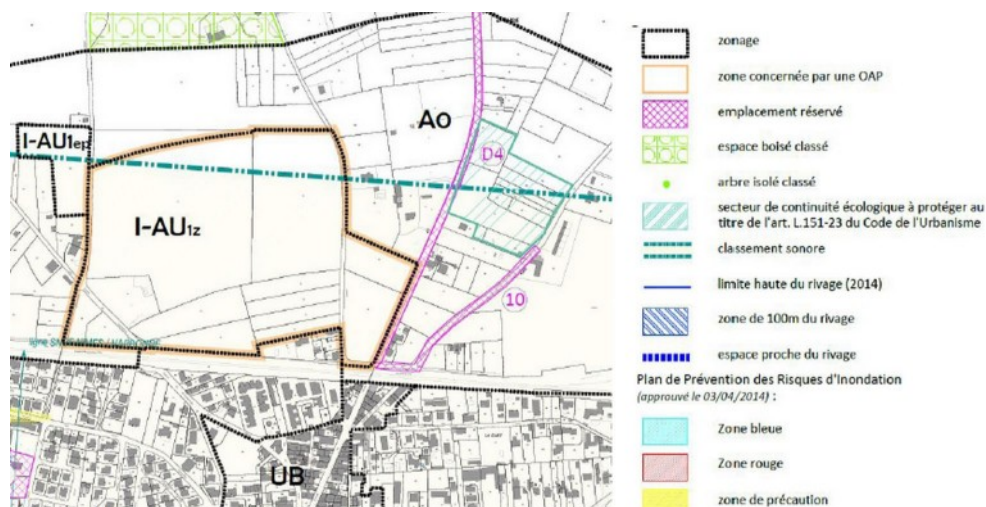 I-AU1ep
AO
D4
I-AU1z
10
UB
zonage
zone concernée par une OAP
emplacement réservé
espace boisé classé
arbre isolé classé
secteur de continuité écologique à protéger au
titre de l'art. L.151-23 du Code de l'Urbanisme
classement sonore
limite haute du rivage (2014)
zone de 100m du rivage
espace proche du rivage
Plan de Prévention des Risques d'Inondation
(approuvé le 03/04/2014) :
Zone bleue
Zone rouge
zone de précaution